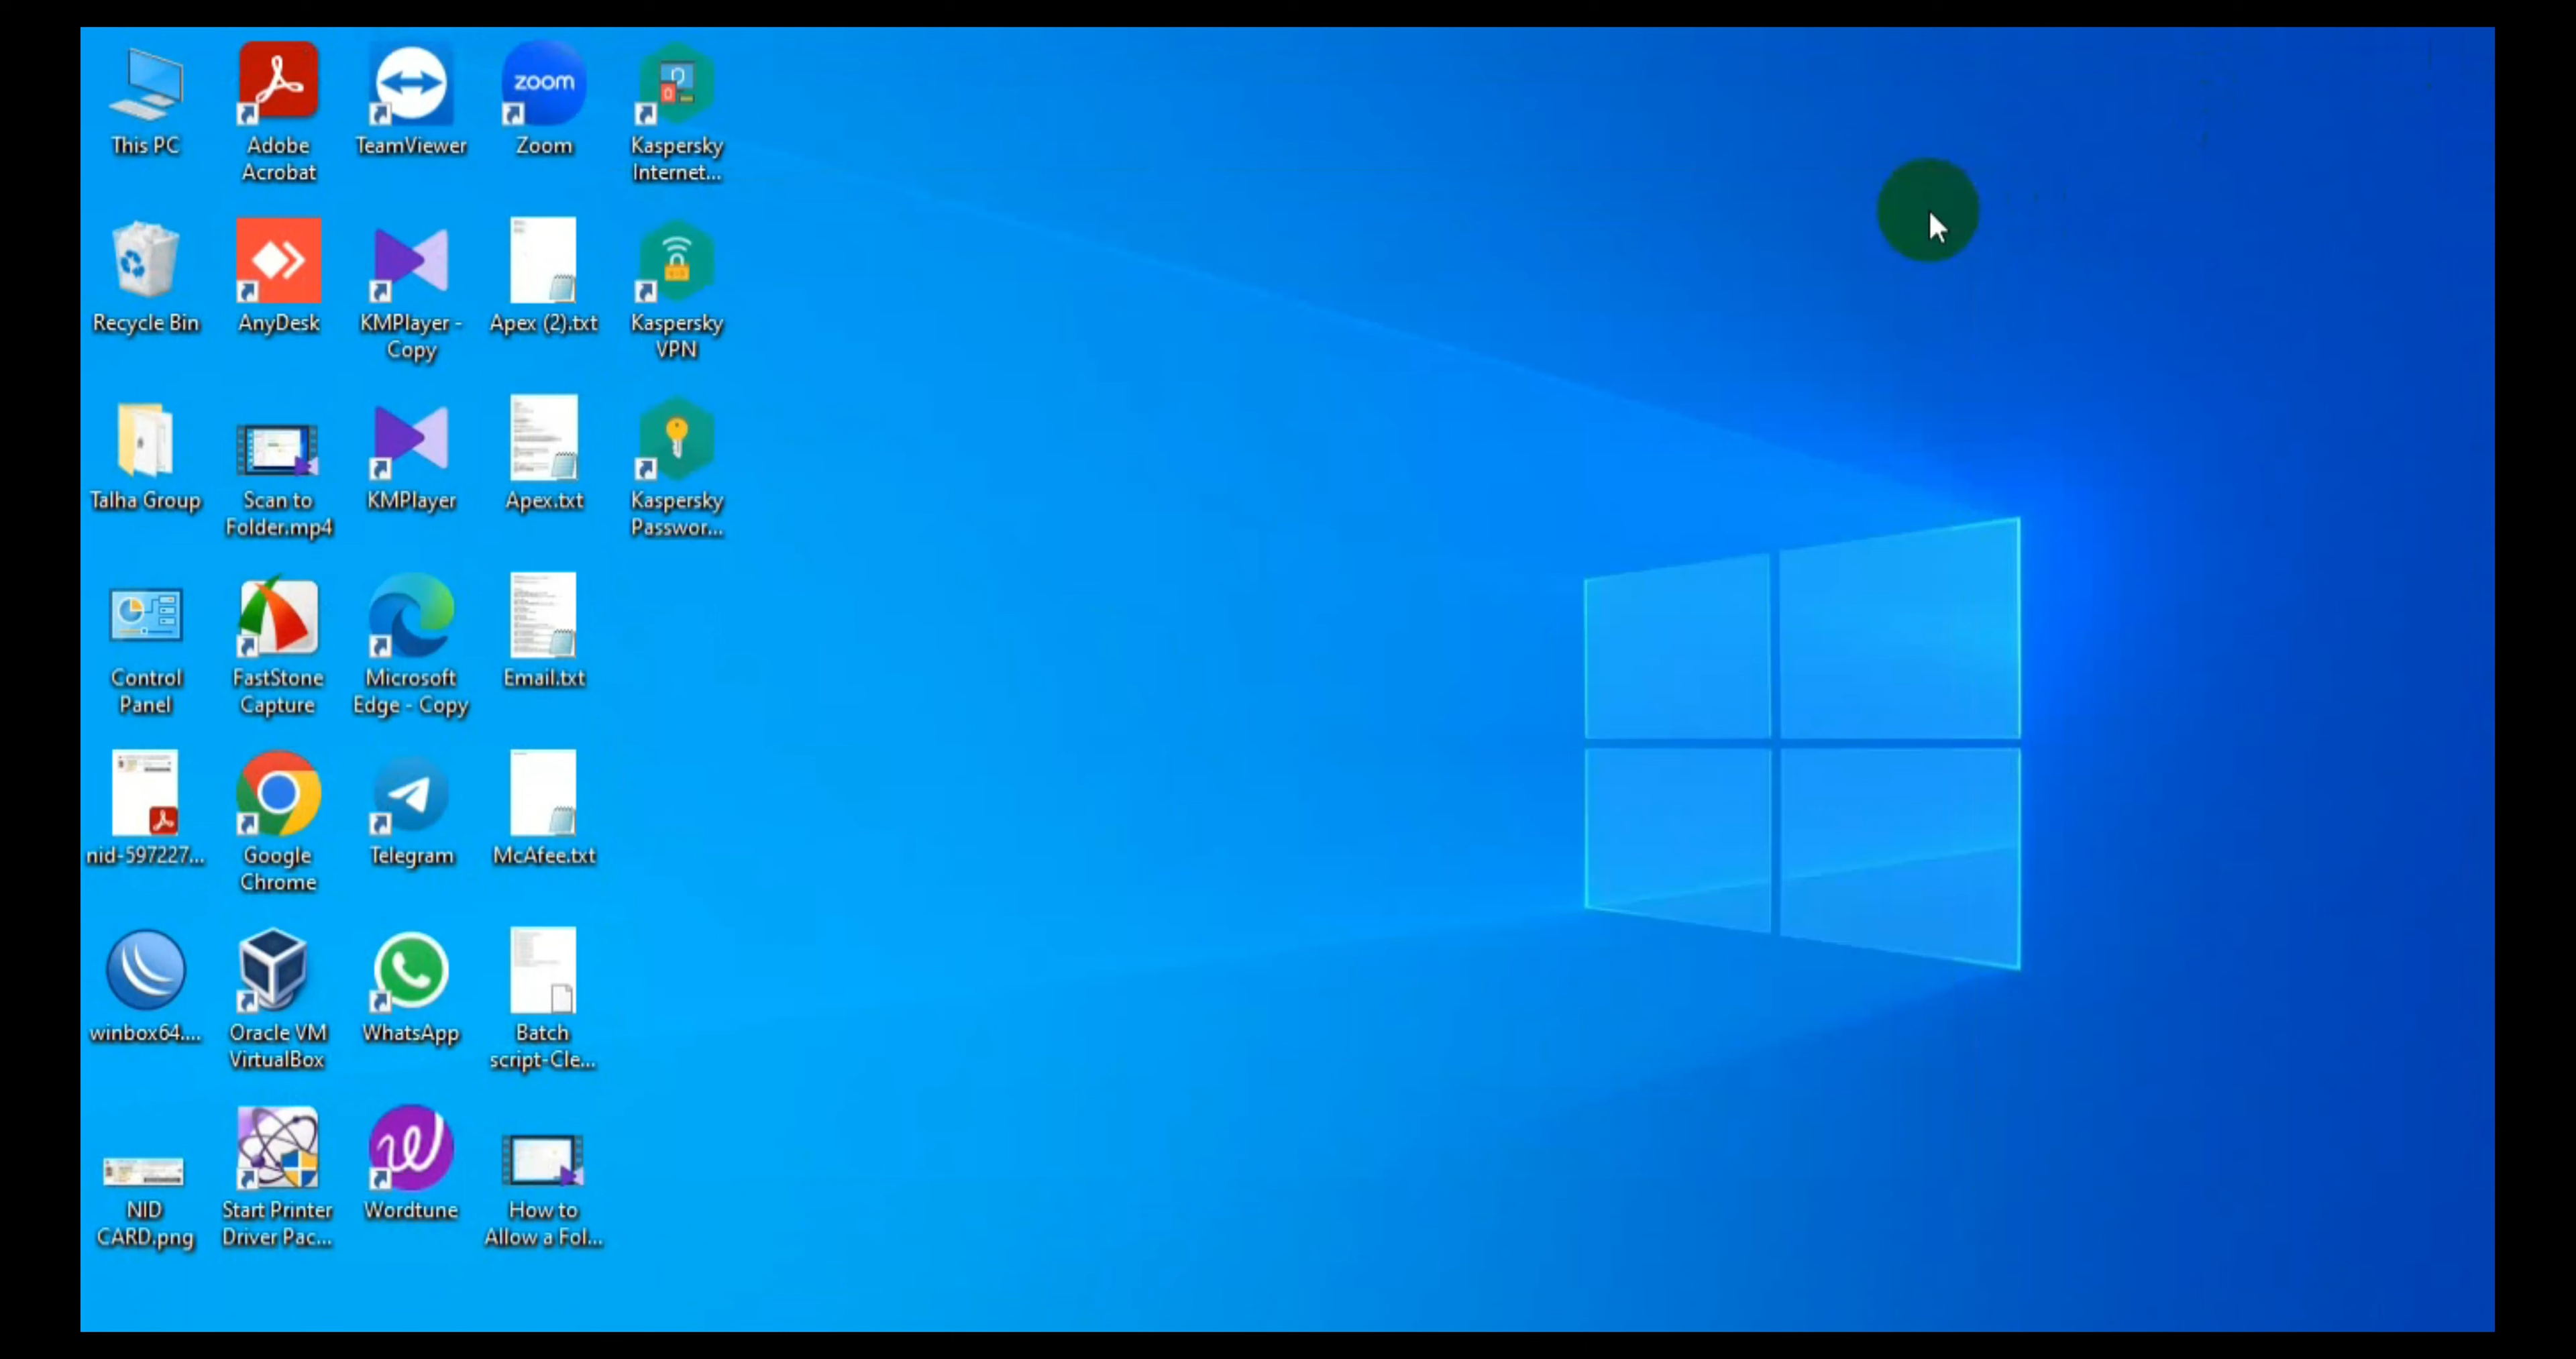 This PC
Adobe
Acrobat
TeamViewer
zoom
Zoom
Kaspersky
Internet...
Recycle Bin
AnyDesk
KMPlayer -
Copy
Apex (2).txt
Kaspersky
VPN
Talha Group
Scan to
Folder.mp4
KMPlayer
Apex.txt
Kaspersky
Passwor...
Control
Panel
FastStone
Capture
Microsoft
Edge - Copy
Email.txt
nid-597227...
Google
Chrome
Telegram
McAfee.txt
winbox64....
Oracle VM
VirtualBox
WhatsApp
Batch
script-Cle...
NID
CARD.png
Start Printer
Driver Pac...
Wordtune
How to
Allow a Fol...